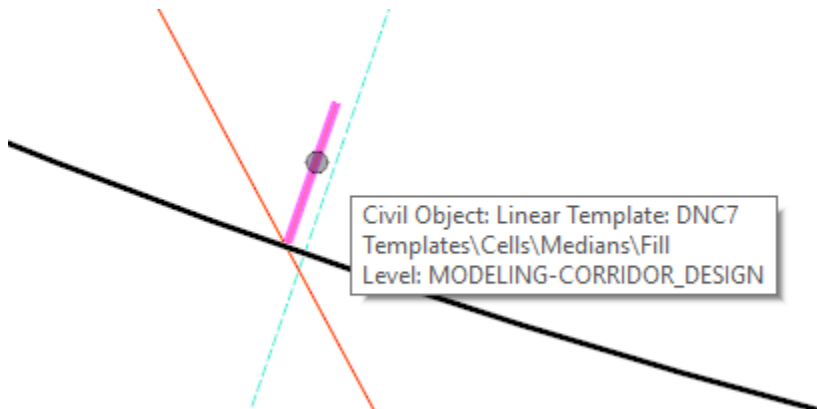 Civil Object: Linear Template: DNC7
Templates\Cells\Medians\Fill
Level: MODELING-CORRIDOR_DESIGN